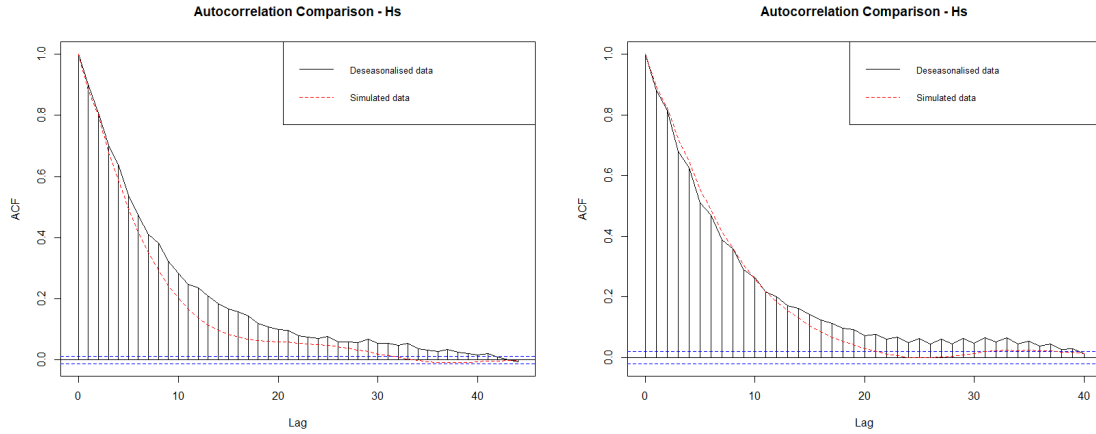 Autocorrelation Comparison - Hs
Deseasonalised data
Simulated data
ACF
1.0
0.8
0.6
0.4
0.2
0.0
0 10 20 30 40
Lag
Autocorrelation Comparison - Hs
Deseasonalised data
Simulated data
ACF
1.0
0.8
0.6
0.4
0.2
0.0
0 10 20 30 40
Lag